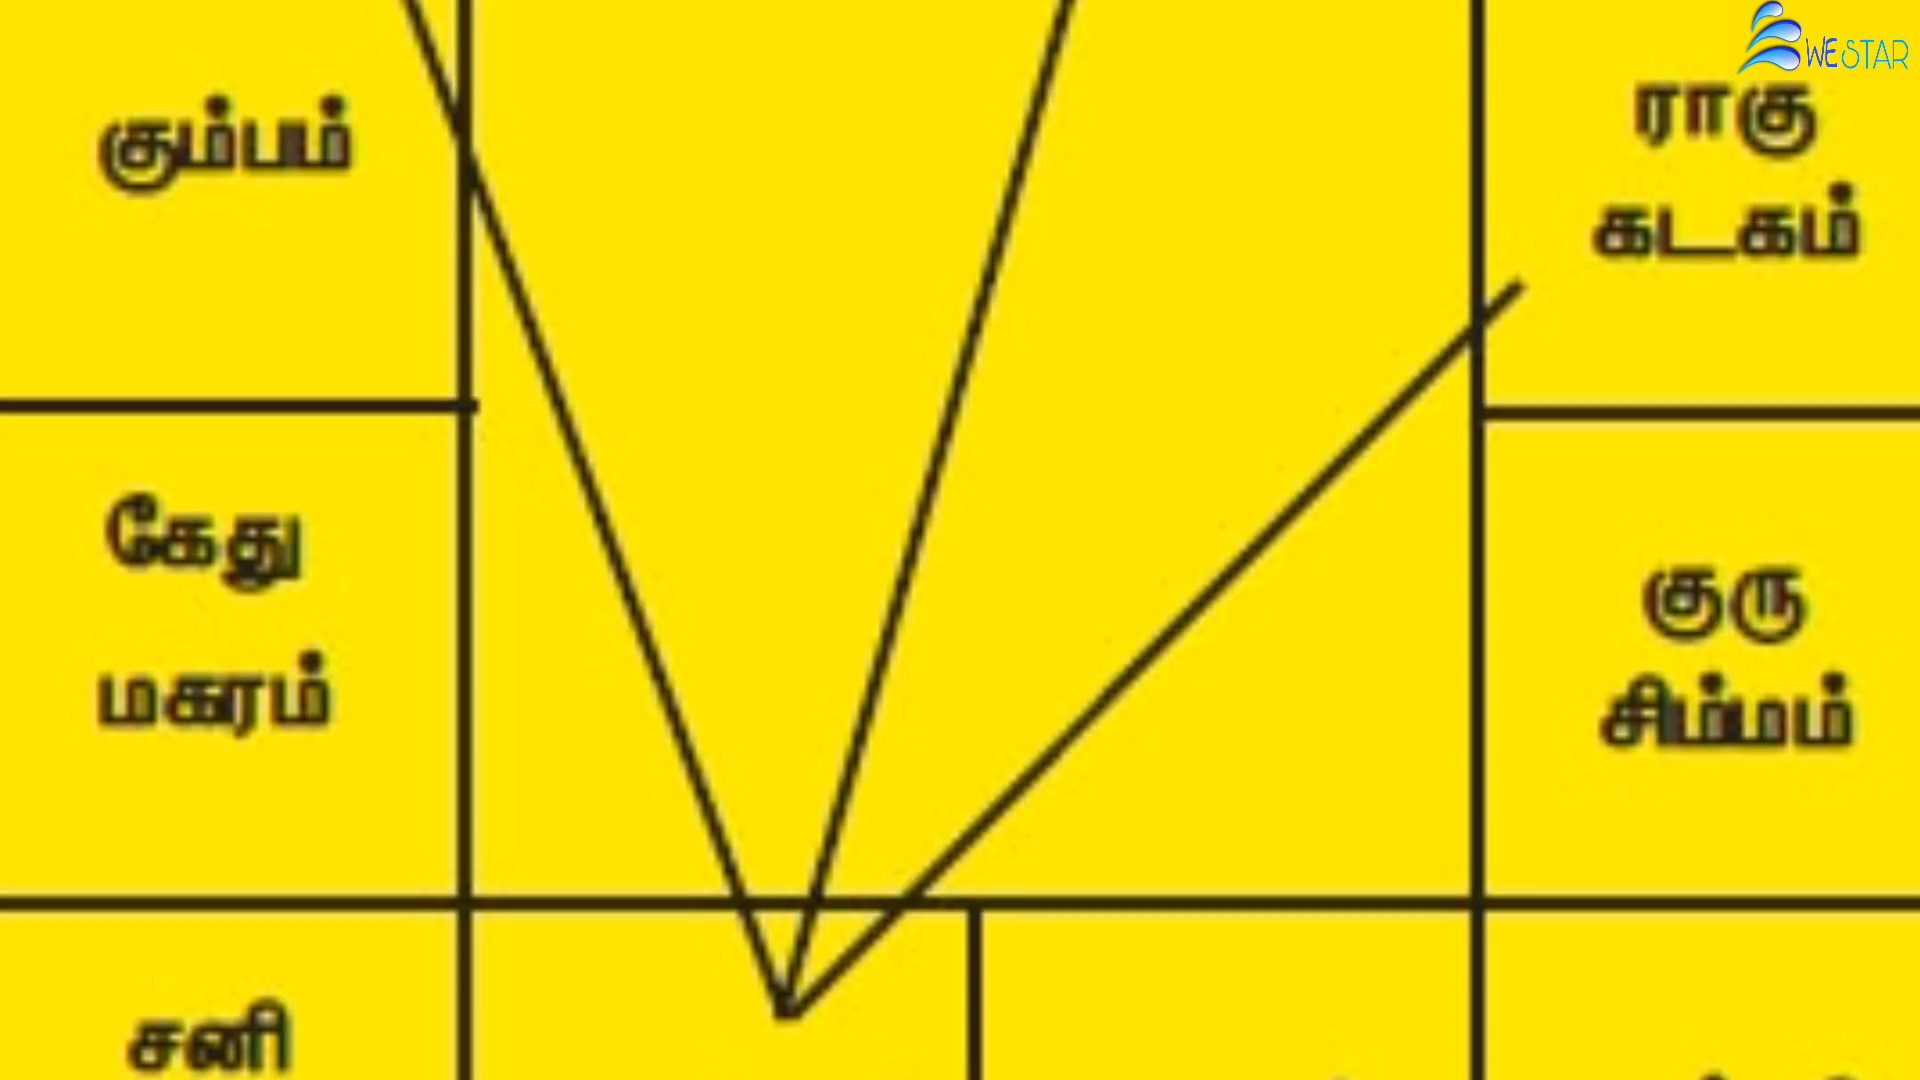 WESTAR
கும்பம்
ராகு
கடகம்
கேது
மகரம்
குரு
சிம்மம்
சனி